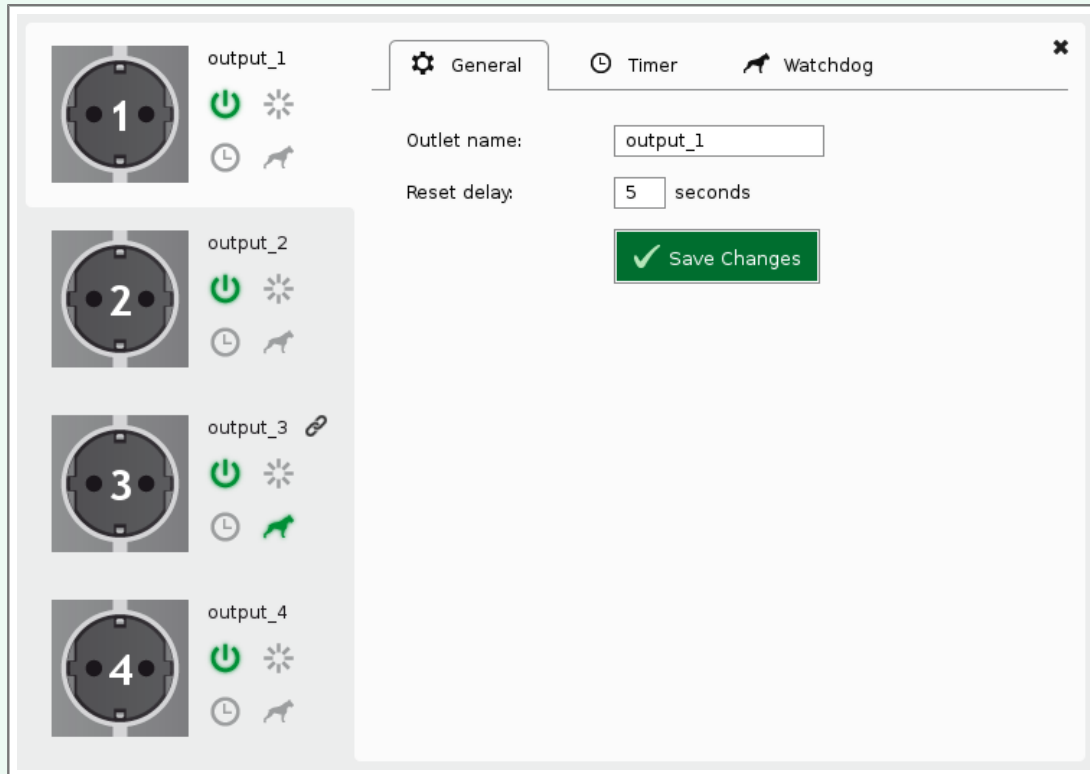 output_1
1
General
Timer
Watchdog
Outlet name:
output_1
Reset delay:
5 seconds
Save Changes
output_2
2
output_3
3
output_4
4